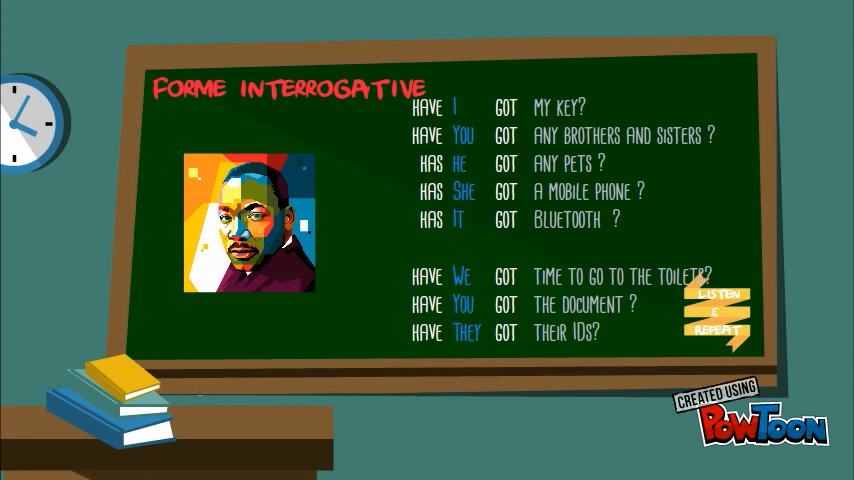 FORME INTERROGATIVE
HAVE I GOT MY KEY?
HAVE YOU GOT ANY BROTHERS AND SISTERS ?
HAS HE GOT ANY PETS ?
HAS SHE GOT A MOBILE PHONE ?
HAS IT GOT BLUETOOTH ?
HAVE WE GOT TIME TO GO TO THE TOILETS?
HAVE YOU GOT THE DOCUMENT ?
HAVE THEY GOT THEIR IDs?
LISTEN
&
REPEAT
CREATED USING
POWTOON